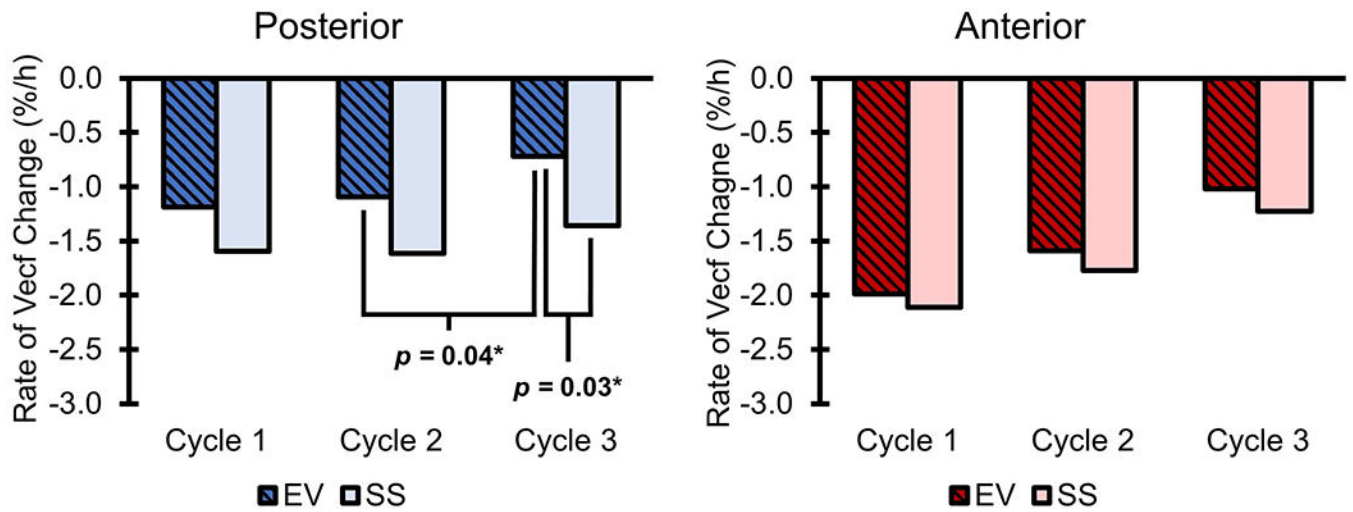 Posterior
Rate of Vecf Change (%/h)
0.0
-0.5
-1.0
-1.5
-2.0
-2.5
-3.0
p = 0.04*
p = 0.03*
Cycle 1 Cycle 2 Cycle 3
EV SS
Anterior
Rate of Vecf Chagne (%/h)
0.0
-0.5
-1.0
-1.5
-2.0
-2.5
-3.0
Cycle 1 Cycle 2 Cycle 3
EV SS